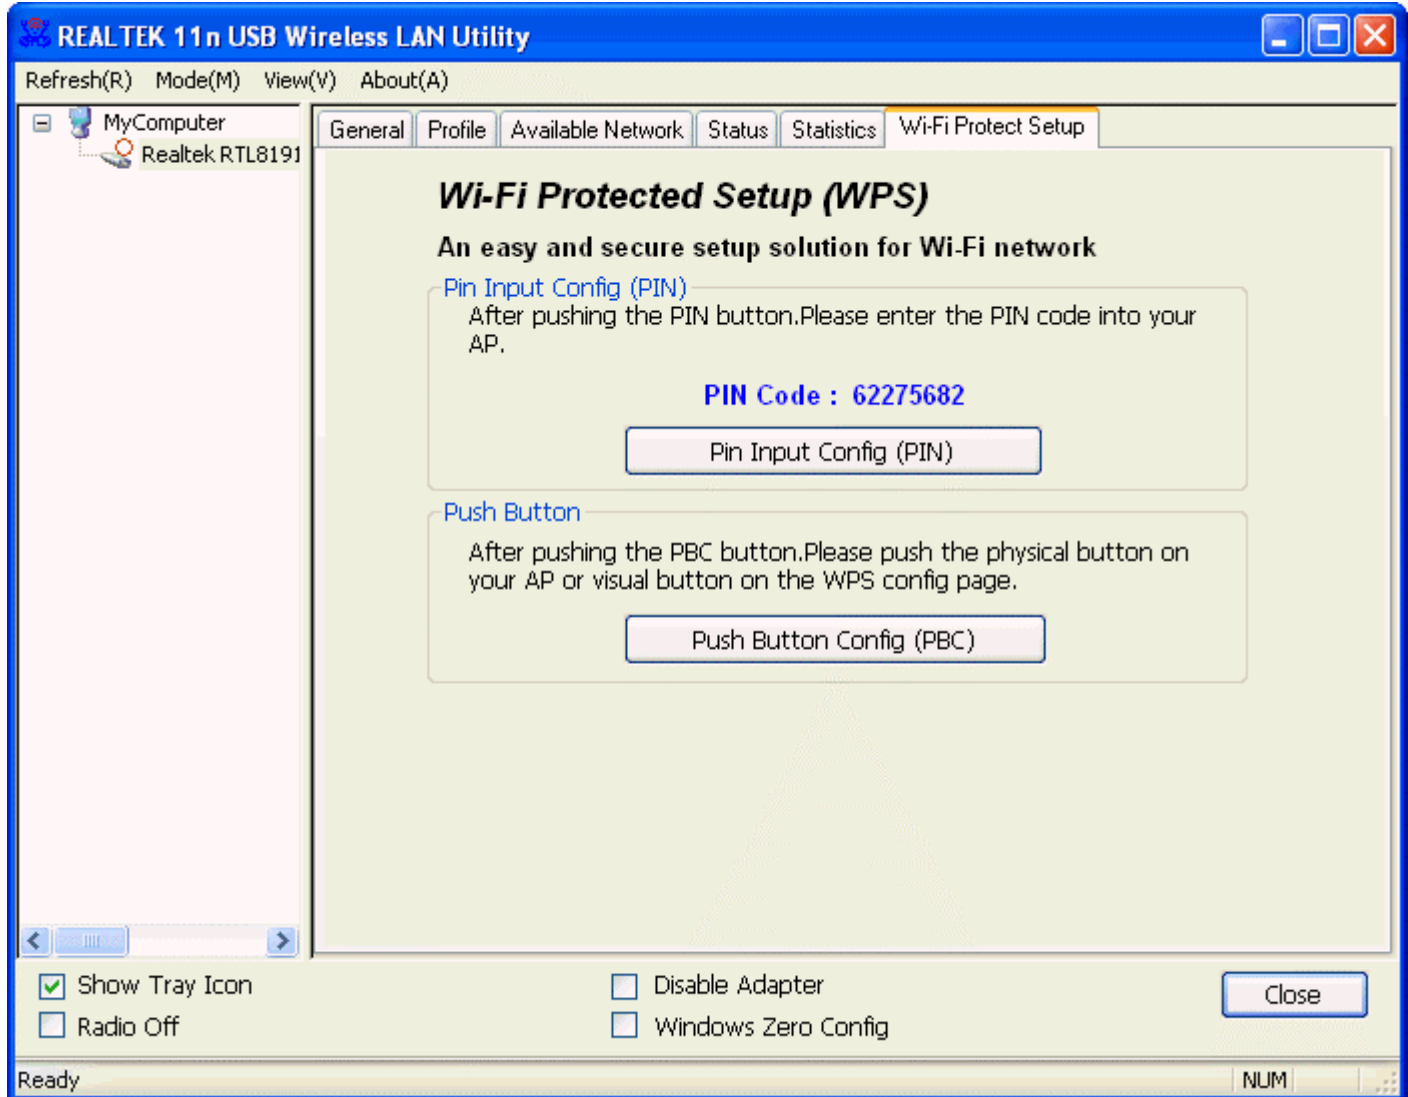 REALTEK 11n USB Wireless LAN Utility
Refresh(R) Mode(M) View(V) About(A)
MyComputer
Realtek RTL8191
General Profile Available Network Status Statistics Wi-Fi Protect Setup
Wi-Fi Protected Setup (WPS)
An easy and secure setup solution for Wi-Fi network
Pin Input Config (PIN)
After pushing the PIN button.Please enter the PIN code into your
AP.
PIN Code : 62275682
Pin Input Config (PIN)
Push Button
After pushing the PBC button.Please push the physical button on
your AP or visual button on the WPS config page.
Push Button Config (PBC)
Show Tray Icon
Radio Off
Disable Adapter
Windows Zero Config
Close
Ready
NUM